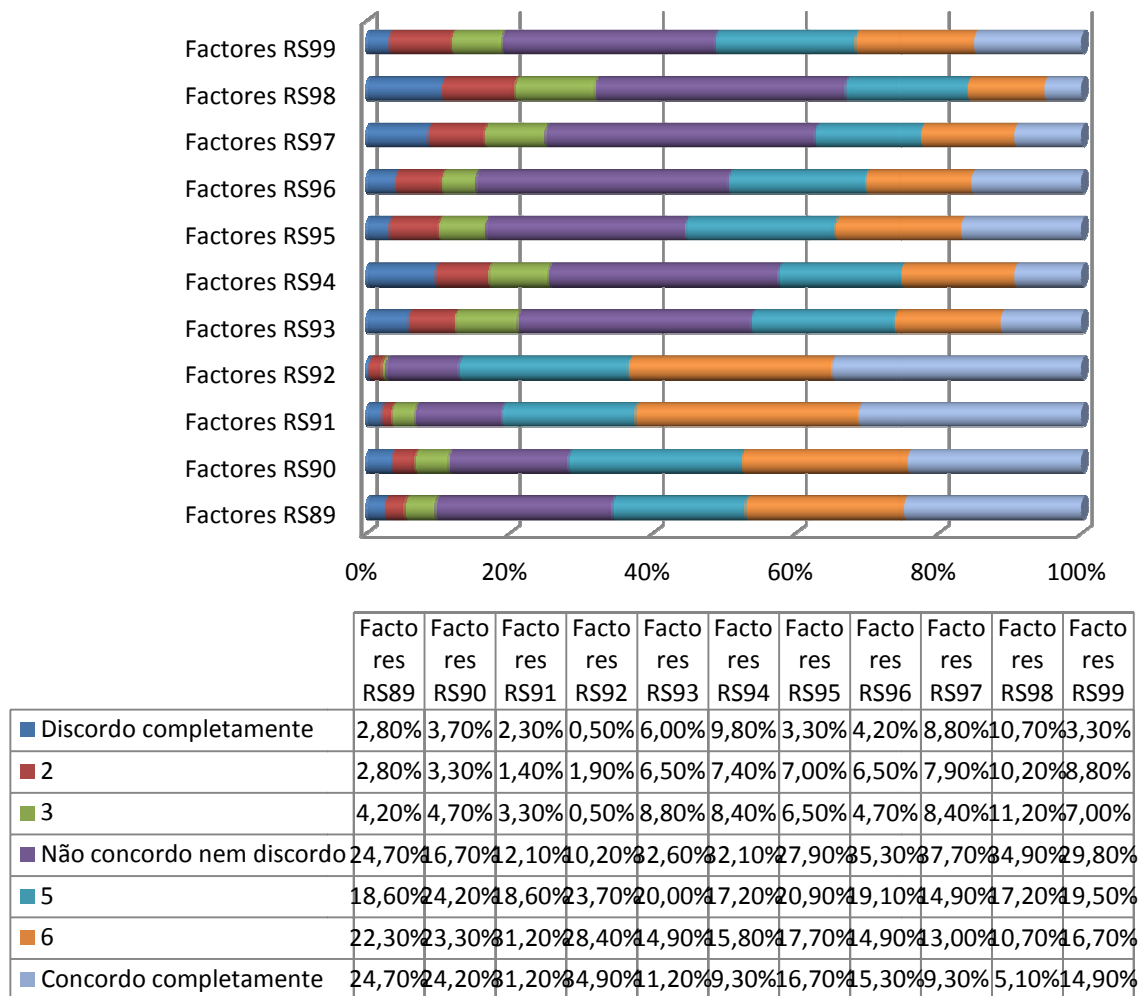 Factores RS99
Factores RS98
Factores RS97
Factores RS96
Factores RS95
Factores RS94
Factores RS93
Factores RS92
Factores RS91
Factores RS90
Factores RS89
0% 20% 40% 60% 80% 100%
Facto Facto Facto Facto Facto Facto Facto Facto Facto Facto Facto
res res res res res res res res res res res
RS89 RS90 RS91 RS92 RS93 RS94 RS95 RS96 RS97 RS98 RS99
Discordo completamente 2,80% 3,70% 2,30% 0,50% 6,00% 9,80% 3,30% 4,20% 8,80% 10,70% 3,30%
2 2,80% 3,30% 1,40% 1,90% 6,50% 7,40% 7,00% 6,50% 7,90% 10,20% 8,80%
3 4,20% 4,70% 3,30% 0,50% 8,80% 8,40% 6,50% 4,70% 8,40% 11,20% 7,00%
Não concordo nem discordo 24,70% 16,70% 12,10% 10,20% 32,60% 32,10% 27,90% 35,30% 37,70% 34,90% 29,80%
5 18,60% 24,20% 18,60% 23,70% 20,00% 17,20% 20,90% 19,10% 14,90% 17,20% 19,50%
6 22,30% 23,30% 31,20% 28,40% 14,90% 15,80% 17,70% 14,90% 13,00% 10,70% 16,70%
Concordo completamente 24,70% 24,20% 31,20% 34,90% 11,20% 9,30% 16,70% 15,30% 9,30% 5,10% 14,90%